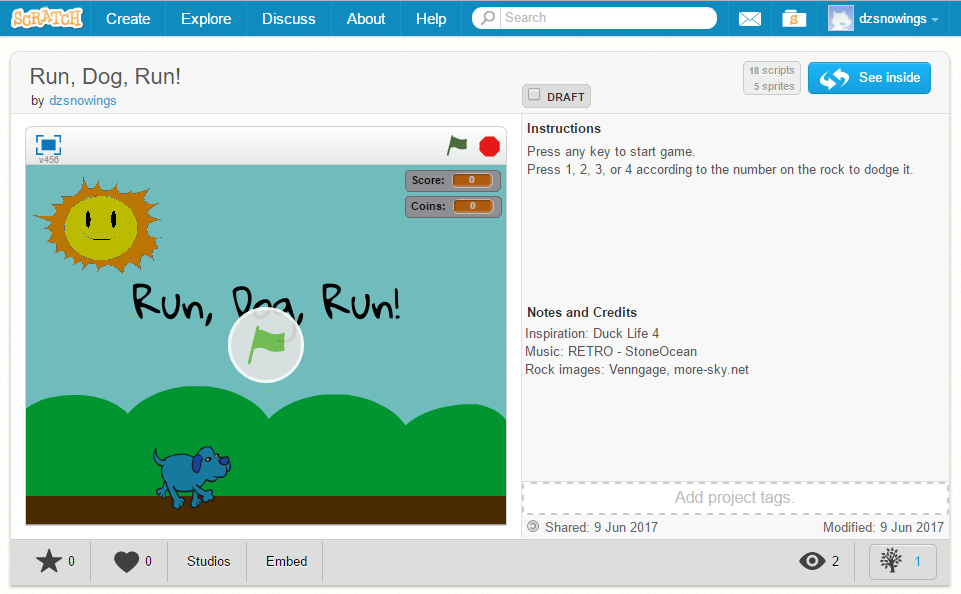 SCRATCH Create Explore Discuss About Help Search dzsnowings
Run, Dog, Run!
by dzsnowings
DRAFT
18 scripts
5 sprites
See inside
v456
Score: 0
Coins: 0
Run, Dog, Run!
Instructions
Press any key to start game.
Press 1, 2, 3, or 4 according to the number on the rock to dodge it.
Notes and Credits
Inspiration: Duck Life 4
Music: RETRO - StoneOcean
Rock images: Venngage, more-sky.net
Add project tags.
Shared: 9 Jun 2017 Modified: 9 Jun 2017
0 0 Studios Embed 2 1